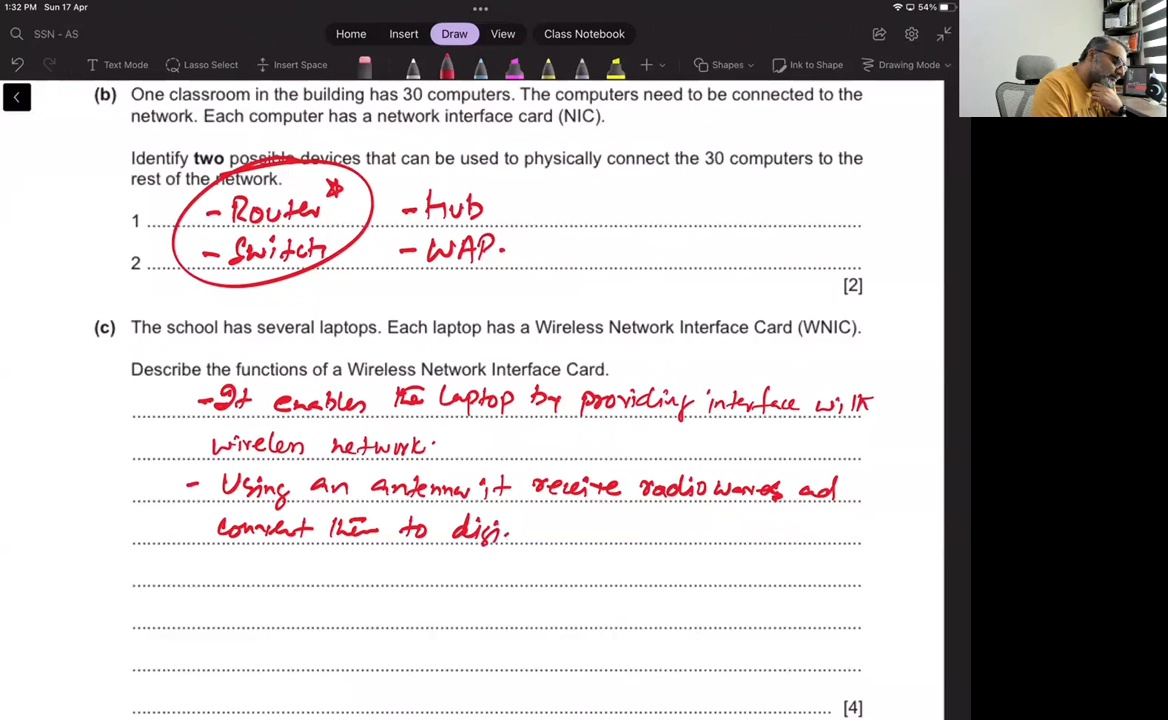 1:32 PM Sun 17 Apr
54%
SSN - AS
Home Insert Draw View Class Notebook
Text Mode Lasso Select Insert Space Shapes Ink to Shape Drawing Mode
(b) One classroom in the building has 30 computers. The computers need to be connected to the
network. Each computer has a network interface card (NIC).
Identify two possible devices that can be used to physically connect the 30 computers to the
rest of the network.
1 - Router - Hub
2 - Switch - WAP.
[2]
(c) The school has several laptops. Each laptop has a Wireless Network Interface Card (WNIC).
Describe the functions of a Wireless Network Interface Card.
- It enables the laptop by providing interface with
wireless network.
- Using an antenna it receive radio waves and
convert them to digi.
[4]